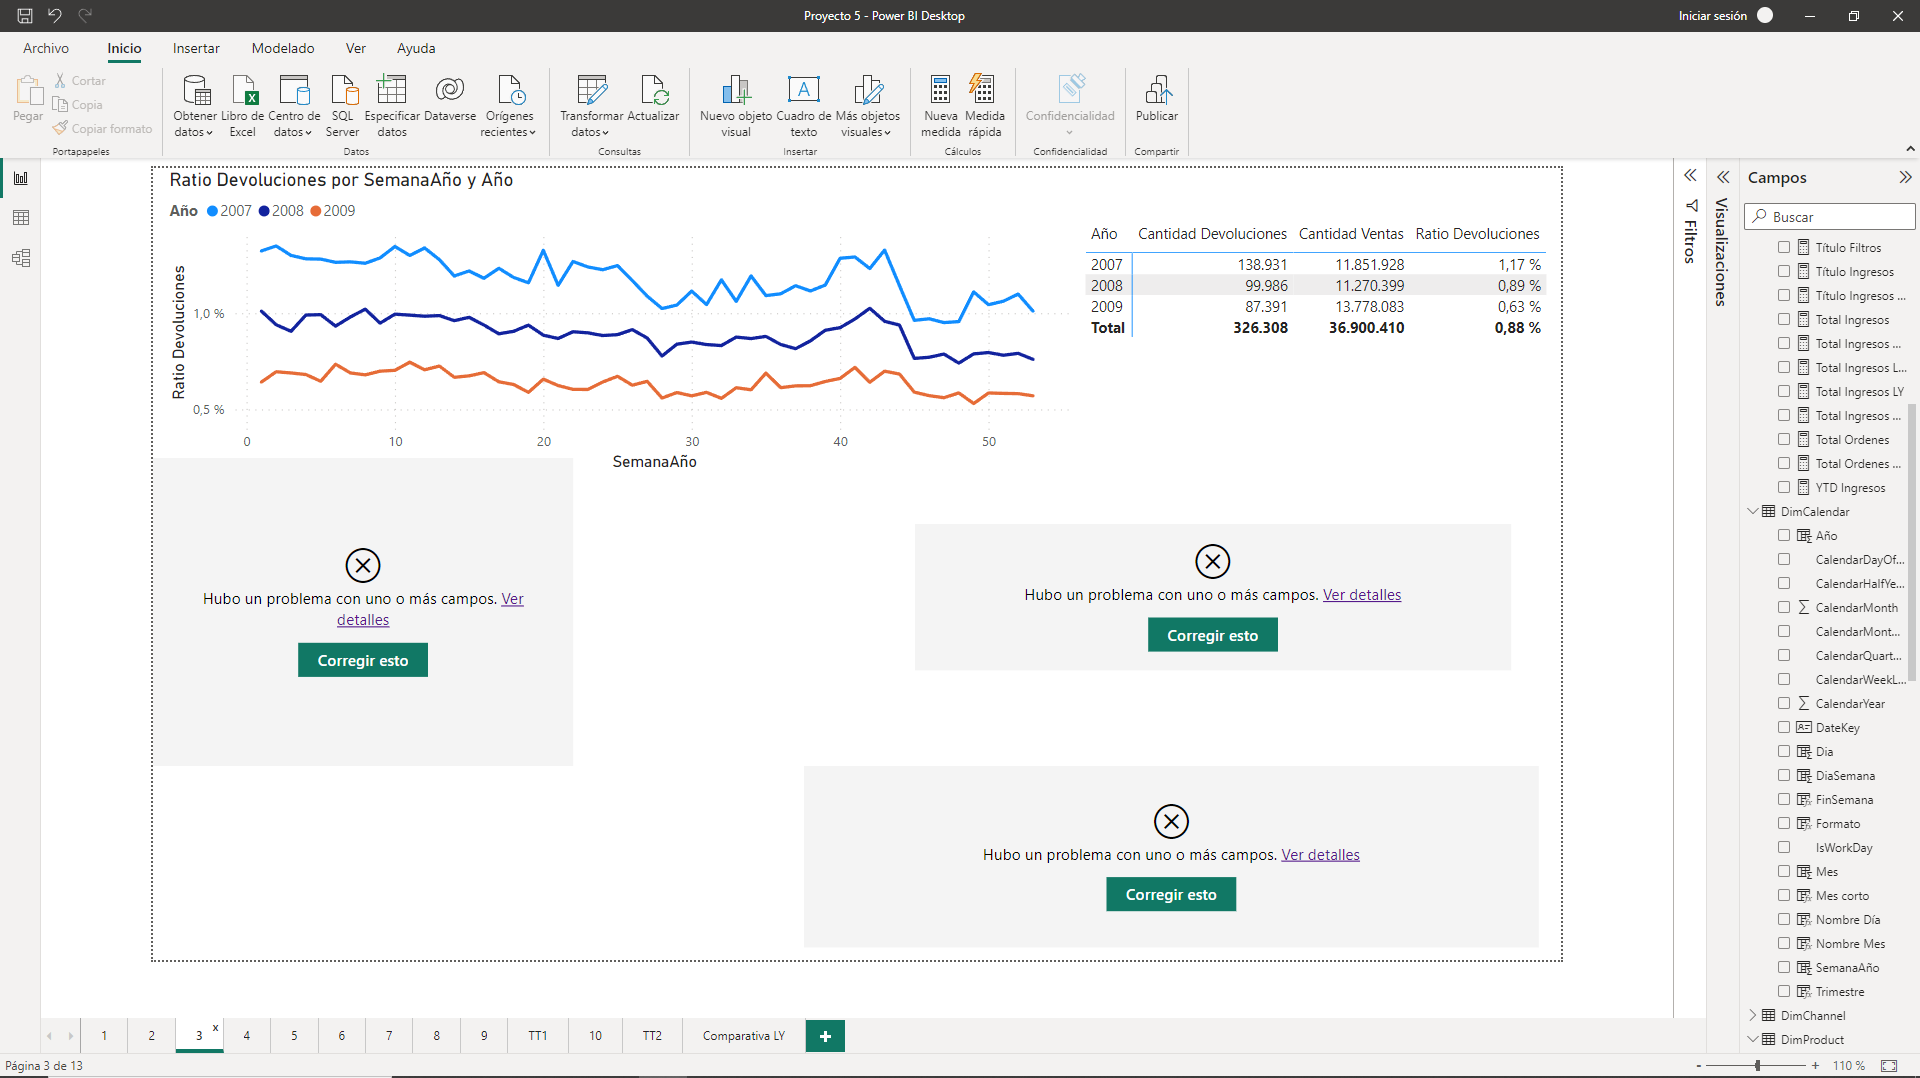 Proyecto 5 - Power BI Desktop
Iniciar sesión
Archivo
Inicio
Insertar
Modelado
Ver
Ayuda
Pegar
Cortar
Copia
Copiar formato
Portapapeles
Obtener datos
Libro de Excel
Centro de datos
SQL Server
Especificar datos
Dataverse
Orígenes recientes
Datos
Transformar datos
Actualizar
Consultas
Nuevo objeto visual
Cuadro de texto
Más objetos visuales
Insertar
Nueva medida
Medida rápida
Cálculos
Confidencialidad
Confidencialidad
Publicar
Compartir
Ratio Devoluciones por SemanaAño y Año
Año 2007 2008 2009
Ratio Devoluciones
1,0 %
0,5 %
0 10 20 30 40 50
SemanaAño
Año Cantidad Devoluciones Cantidad Ventas Ratio Devoluciones
2007 138.931 11.851.928 1,17 %
2008 99.986 11.270.399 0,89 %
2009 87.391 13.778.083 0,63 %
Total 326.308 36.900.410 0,88 %
Hubo un problema con uno o más campos. Ver
detalles
Corregir esto
Hubo un problema con uno o más campos. Ver detalles
Corregir esto
Hubo un problema con uno o más campos. Ver detalles
Corregir esto
Filtros
Visualizaciones
Campos
Buscar
Título Filtros
Título Ingresos
Título Ingresos ...
Total Ingresos
Total Ingresos ...
Total Ingresos L...
Total Ingresos LY
Total Ingresos ...
Total Ordenes
Total Ordenes ...
YTD Ingresos
DimCalendar
Año
CalendarDayOf...
CalendarHalfYe...
CalendarMonth
CalendarMont...
CalendarQuart...
CalendarWeekL...
CalendarYear
DateKey
Dia
DiaSemana
FinSemana
Formato
IsWorkDay
Mes
Mes corto
Nombre Día
Nombre Mes
SemanaAño
Trimestre
DimChannel
DimProduct
1 2 3 x 4 5 6 7 8 9 TT1 10 TT2 Comparativa LY +
Página 3 de 13
- + 110 %